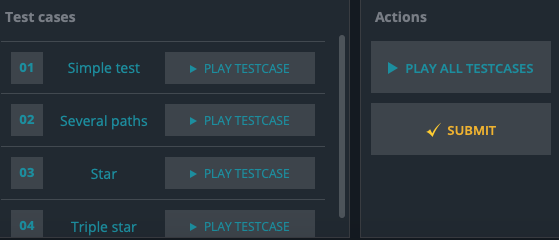 Test cases
01 Simple test PLAY TESTCASE
02 Several paths PLAY TESTCASE
03 Star PLAY TESTCASE
04 Triple star PLAY TESTCASE
Actions
PLAY ALL TESTCASES
SUBMIT